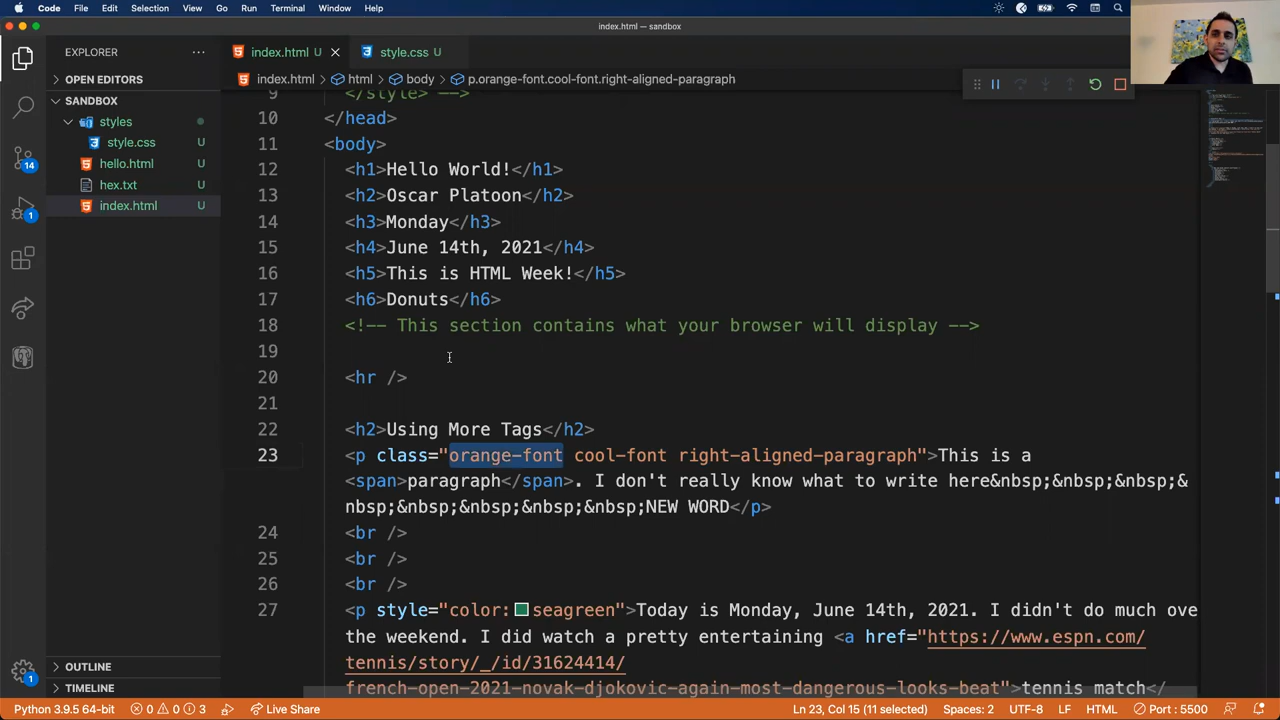 Code File Edit Selection View Go Run Terminal Window Help
index.html — sandbox
EXPLORER
index.html U
style.css U
index.html > html > body > p.orange-font.cool-font.right-aligned-paragraph
OPEN EDITORS
SANDBOX
styles
style.css U
hello.html U
hex.txt U
index.html U
14
1
9 </style> -->
10 </head>
11 <body>
12 <h1>Hello World!</h1>
13 <h2>Oscar Platoon</h2>
14 <h3>Monday</h3>
15 <h4>June 14th, 2021</h4>
16 <h5>This is HTML Week!</h5>
17 <h6>Donuts</h6>
18 <!-- This section contains what your browser will display -->
19
20 <hr />
21
22 <h2>Using More Tags</h2>
23 <p class="orange-font cool-font right-aligned-paragraph">This is a
<span>paragraph</span>. I don't really know what to write here&nbsp;&nbsp;&nbsp;&
nbsp;&nbsp;&nbsp;&nbsp;&nbsp;NEW WORD</p>
24 <br />
25 <br />
26 <br />
27 <p style="color: seagreen">Today is Monday, June 14th, 2021. I didn't do much ove
the weekend. I did watch a pretty entertaining <a href="https://www.espn.com/
tennis/story/_/id/31624414/
french-open-2021-novak-djokovic-again-most-dangerous-looks-beat">tennis match</
OUTLINE
TIMELINE
1
Python 3.9.5 64-bit 0 0 3 Live Share Ln 23, Col 15 (11 selected) Spaces: 2 UTF-8 LF HTML Port : 5500